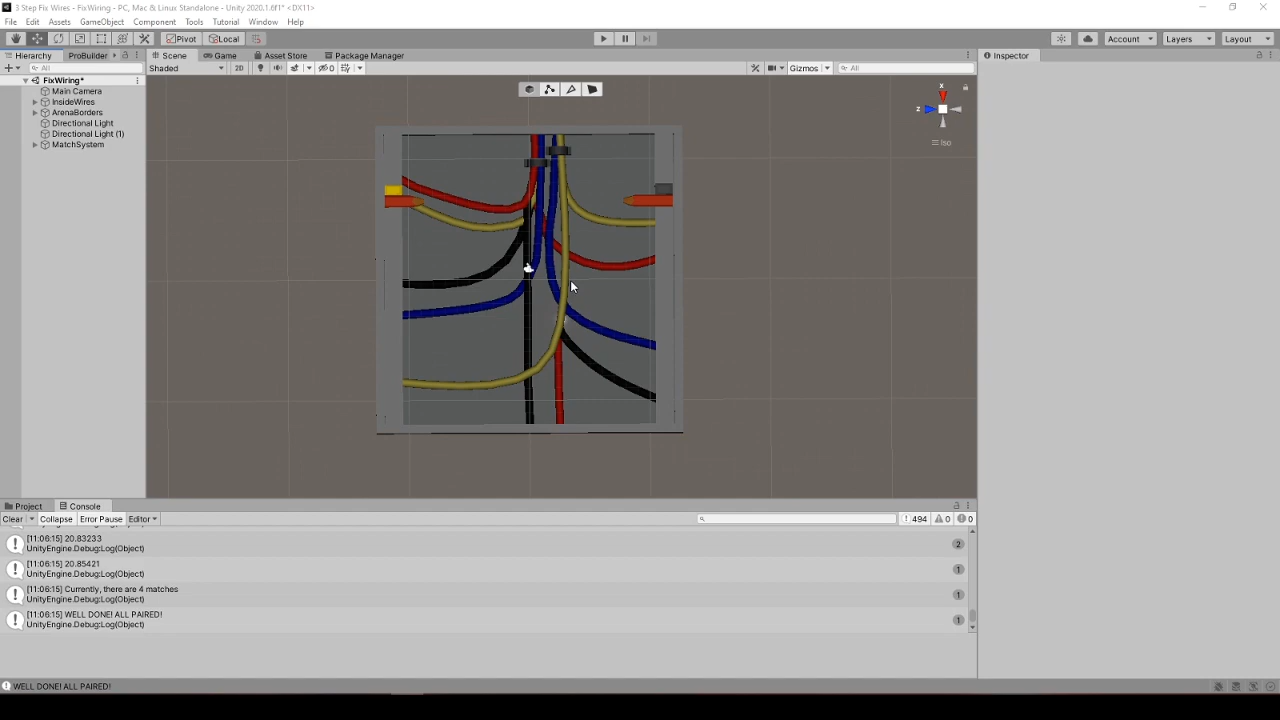 3 Step Fix Wires - FixWiring - PC, Mac & Linux Standalone - Unity 2020.1.6f1* <DX11>
File Edit Assets GameObject Component Tools Tutorial Window Help
Pivot Local Account Layers Layout
Hierarchy ProBuilder Scene Game Asset Store Package Manager Inspector
All Shaded 2D 0 Gizmos All
FixWiring*
Main Camera
InsideWires
ArenaBorders
Directional Light
Directional Light (1)
MatchSystem
x
z
Iso
Project Console
Clear Collapse Error Pause Editor 494 0 0
[11:06:15] 20.83233
UnityEngine.Debug:Log(Object)
2
[11:06:15] 20.85421
UnityEngine.Debug:Log(Object)
1
[11:06:15] Currently, there are 4 matches
UnityEngine.Debug:Log(Object)
1
[11:06:15] WELL DONE! ALL PAIRED!
UnityEngine.Debug:Log(Object)
1
WELL DONE! ALL PAIRED!